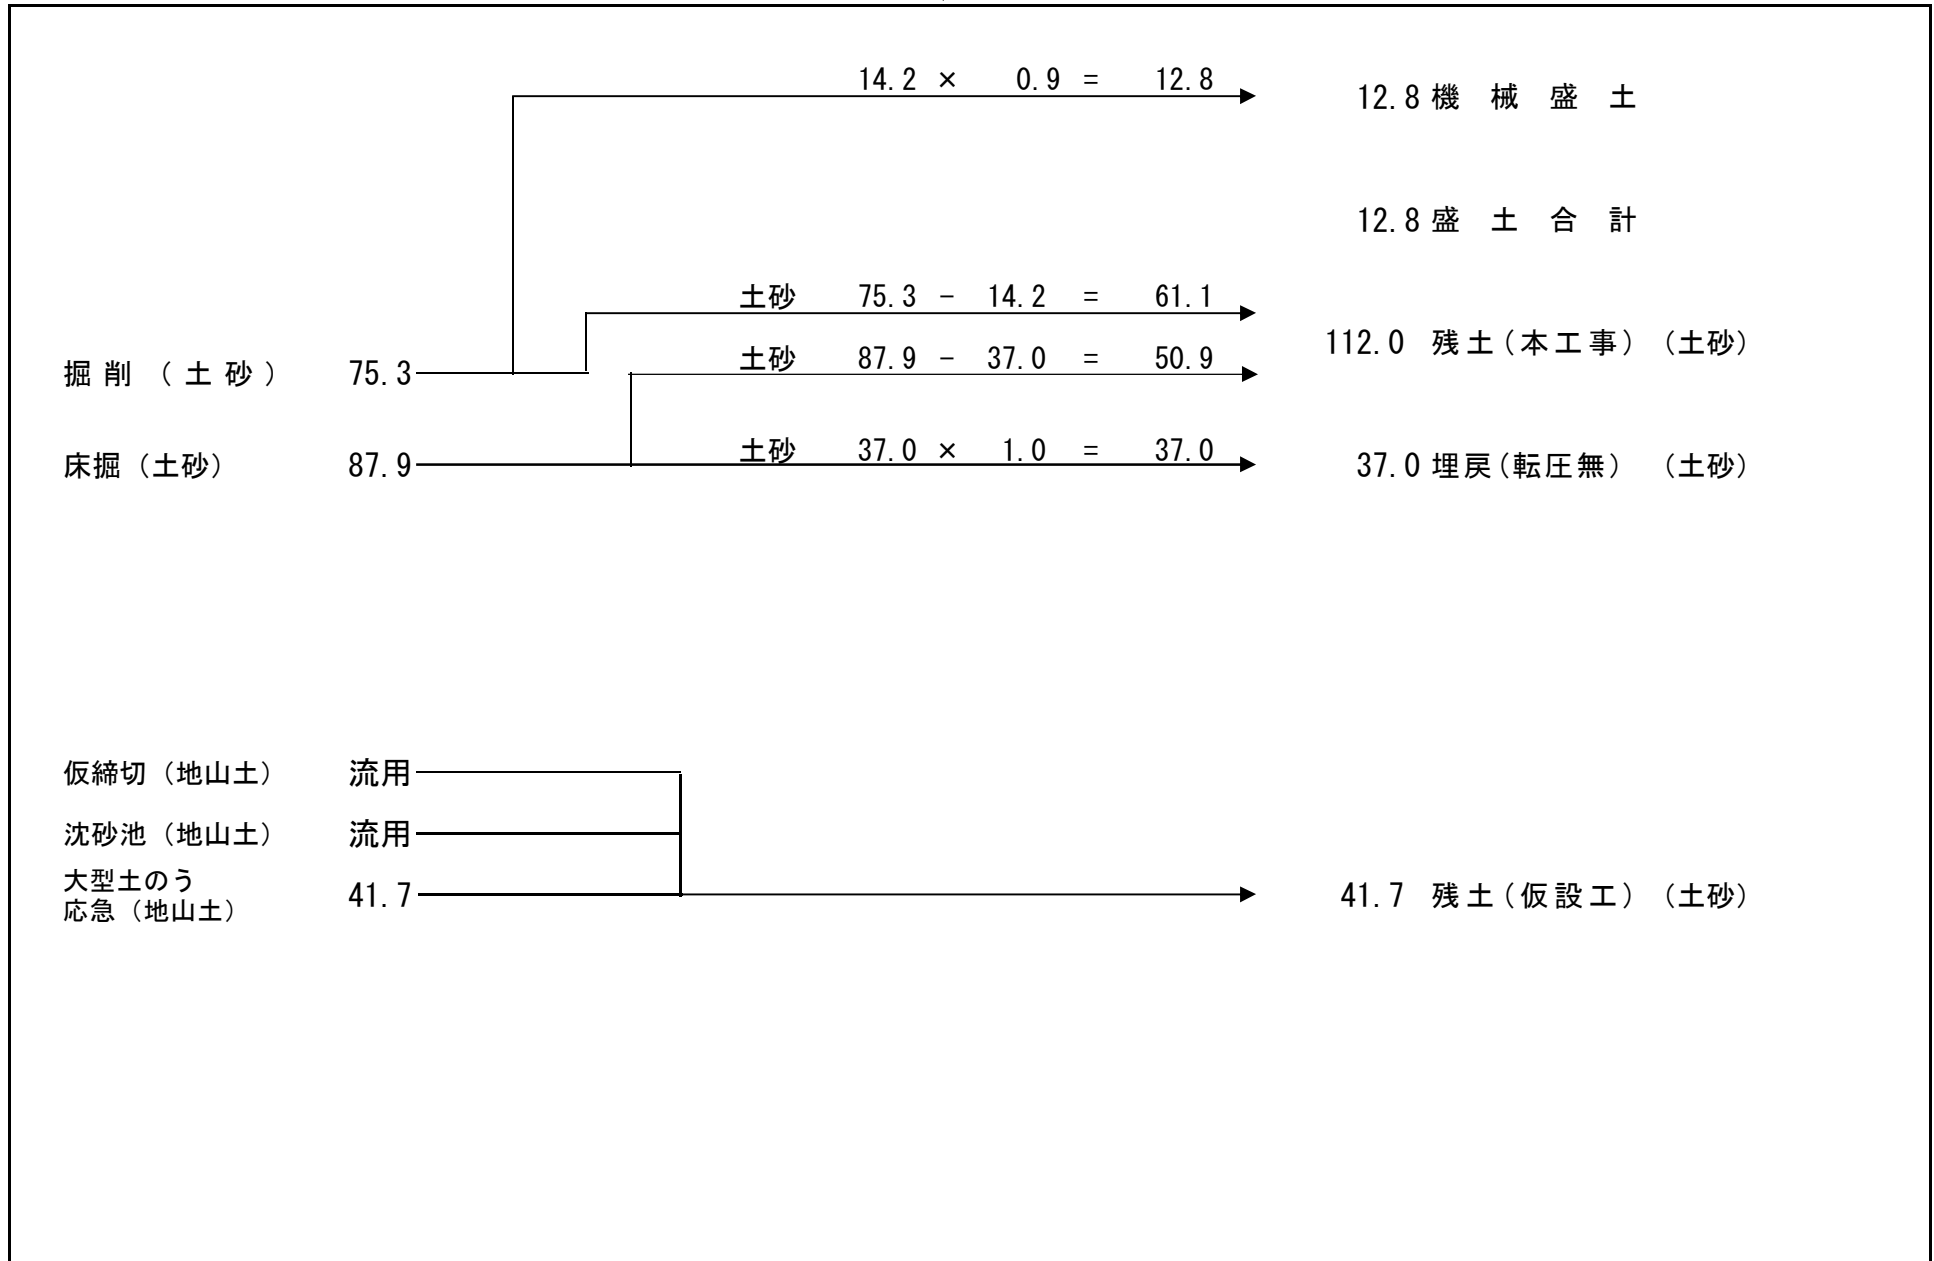 14.2 × 0.9 = 12.8
12.8 機 械 盛 土
12.8 盛 土 合 計
土砂 75.3 - 14.2 = 61.1
112.0 残土(本工事) (土砂)
土砂 87.9 - 37.0 = 50.9
掘削 (土砂) 75.3
土砂 37.0 × 1.0 = 37.0
床掘(土砂) 87.9
37.0 埋戻(転圧無) (土砂)
仮締切(地山土) 流用
沈砂池(地山土) 流用
大型土のう
応急(地山土) 41.7
41.7 残土(仮設工) (土砂)